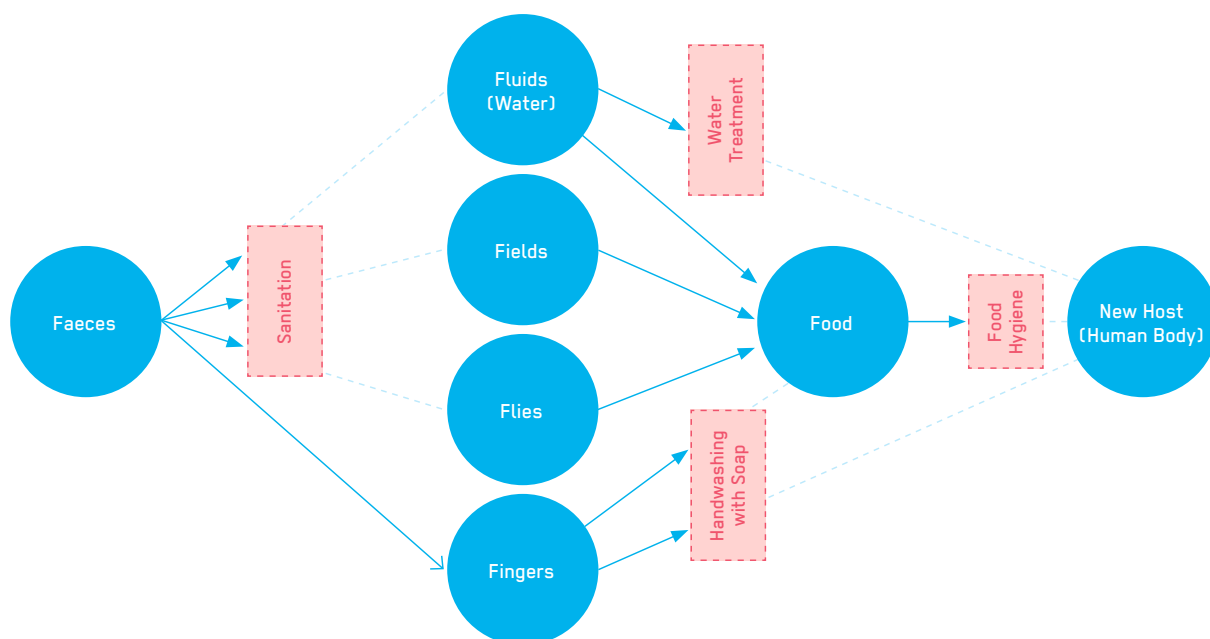 Faeces
Sanitation
Fluids
(Water)
Fields
Flies
Fingers
Water
Treatment
Handwashing
with Soap
Food
Food
Hygiene
New Host
(Human Body)